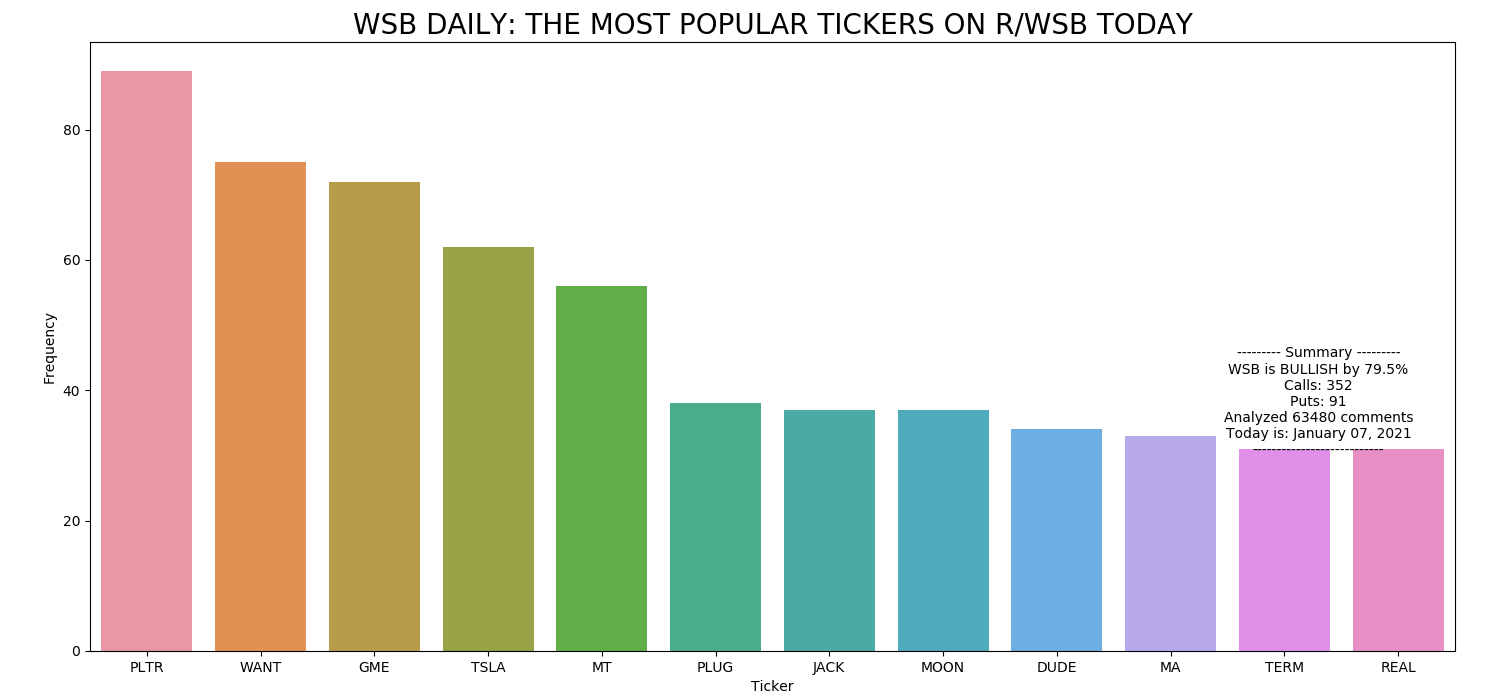 WSB DAILY: THE MOST POPULAR TICKERS ON R/WSB TODAY
Frequency
80
60
40
20
0
--------- Summary ---------
WSB is BULLISH by 79.5%
Calls: 352
Puts: 91
Analyzed 63480 comments
Today is: January 07, 2021
---------------------------
PLTR WANT GME TSLA MT PLUG JACK MOON DUDE MA TERM REAL
Ticker